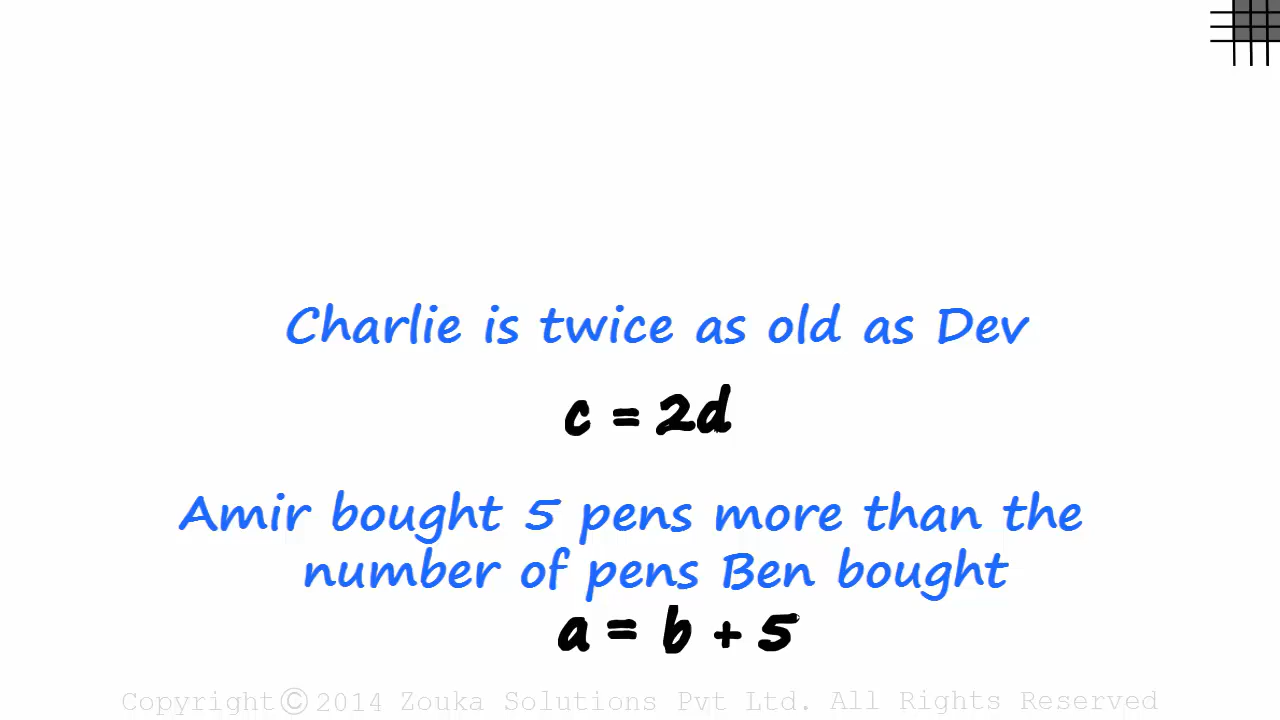 Charlie is twice as old as Dev
c = 2d
Amir bought 5 pens more than the
number of pens Ben bought
a = b + 5
Copyright©2014 Zouka Solutions Pvt Ltd. All Rights Reserved